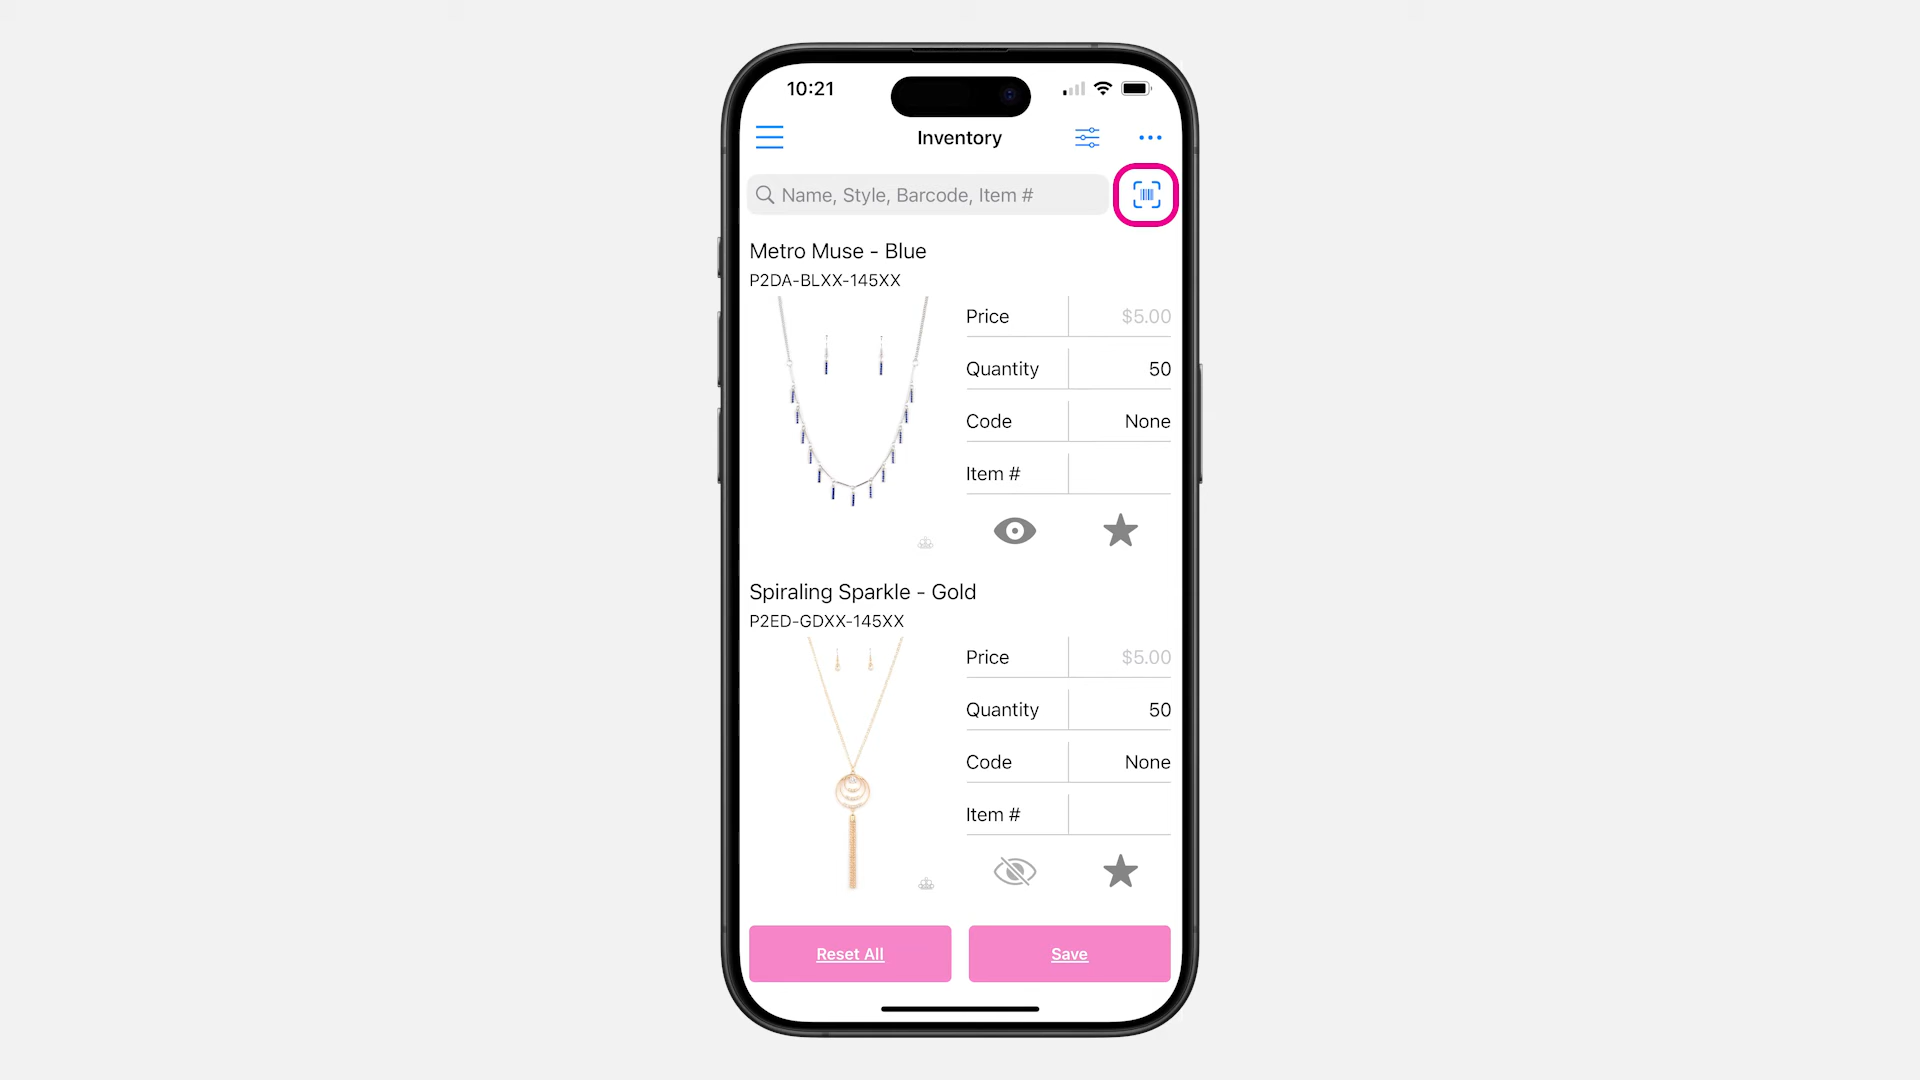 10:21
Inventory
Name, Style, Barcode, Item #
Metro Muse - Blue
P2DA-BLXX-145XX
Price $5.00
Quantity 50
Code None
Item #
Spiraling Sparkle - Gold
P2ED-GDXX-145XX
Price $5.00
Quantity 50
Code None
Item #
Reset All Save